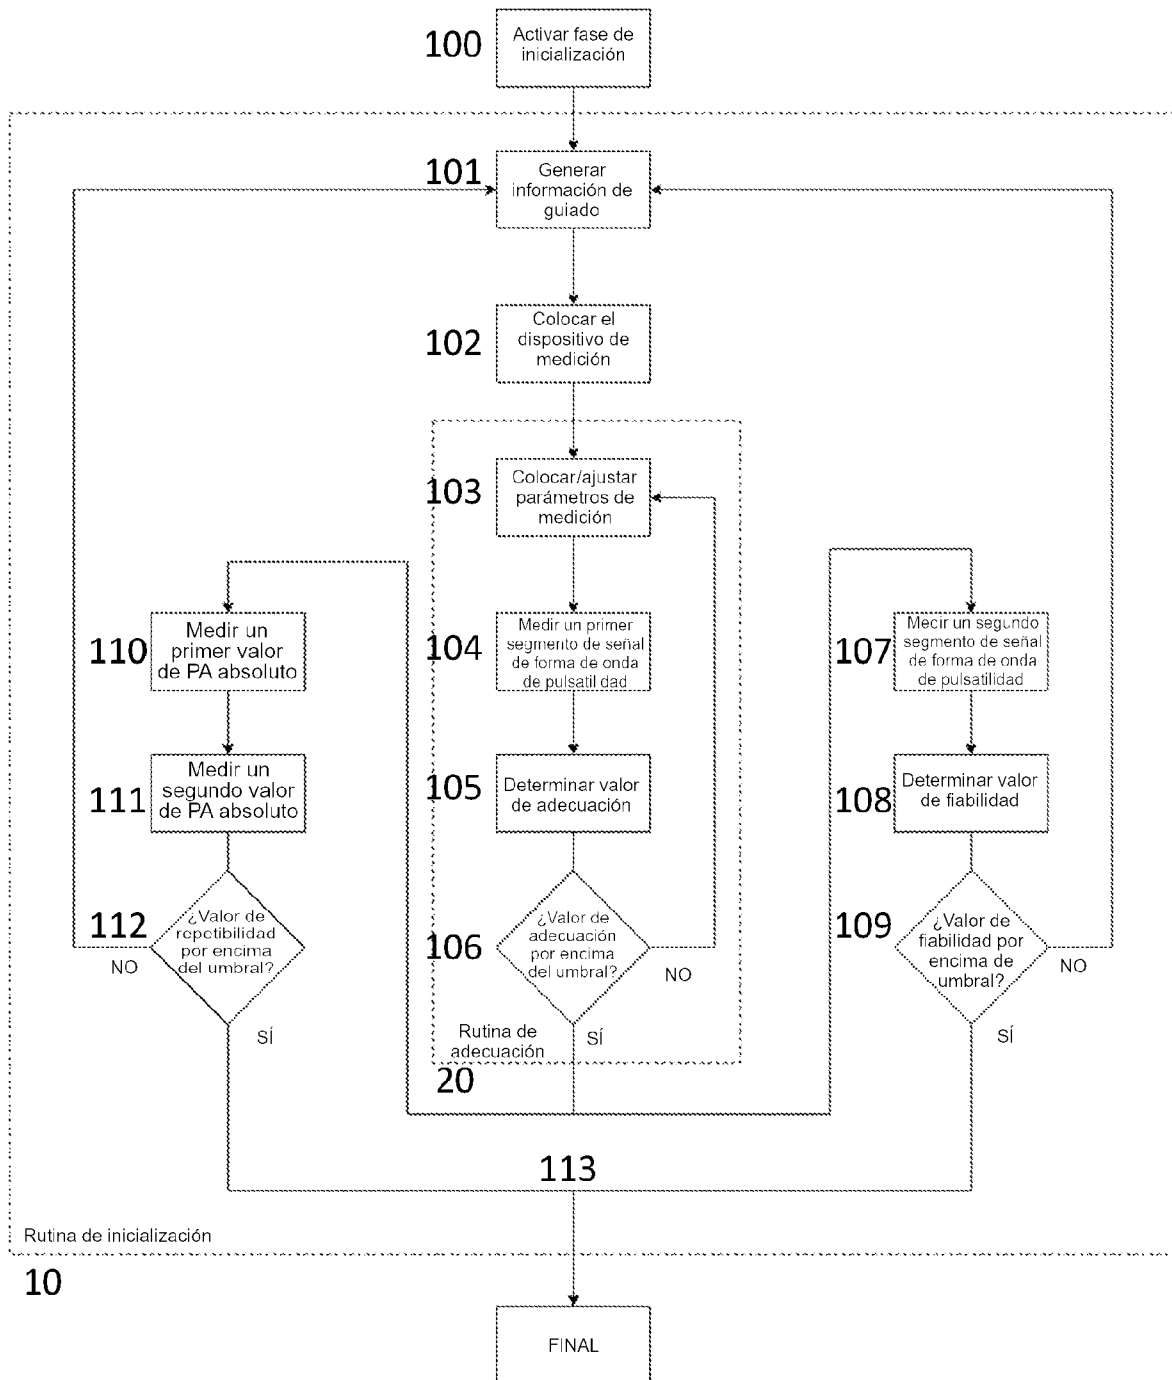 100
Activar fase de
inicialización
101
Generar
información de
guiado
102
Colocar el
dispositivo de
medición
103
Colocar/ajustar
parámetros de
medición
110
Medir un
primer valor
de PA absoluto
104
Medir un primer
segmento de señal
de forma de onda
de pulsatil dad
107
Mecir un segundo
segmento de señal
de forma de onda
de pulsatilidad
111
Medir un
segundo valor
de PA absoluto
105
Determinar valor
de adecuación
108
Determinar valor
de fiabilidad
112
¿Valor de
repetibilidad
por encima
del umbral?
NO
SÍ
106
¿Valor de
adecuación
por encima
del umbral?
NO
SÍ
109
¿Valor de
fiabilidad por
encima de
umbral?
NO
SÍ
Rutina de
adecuación
20
113
Rutina de inicialización
10
FINAL